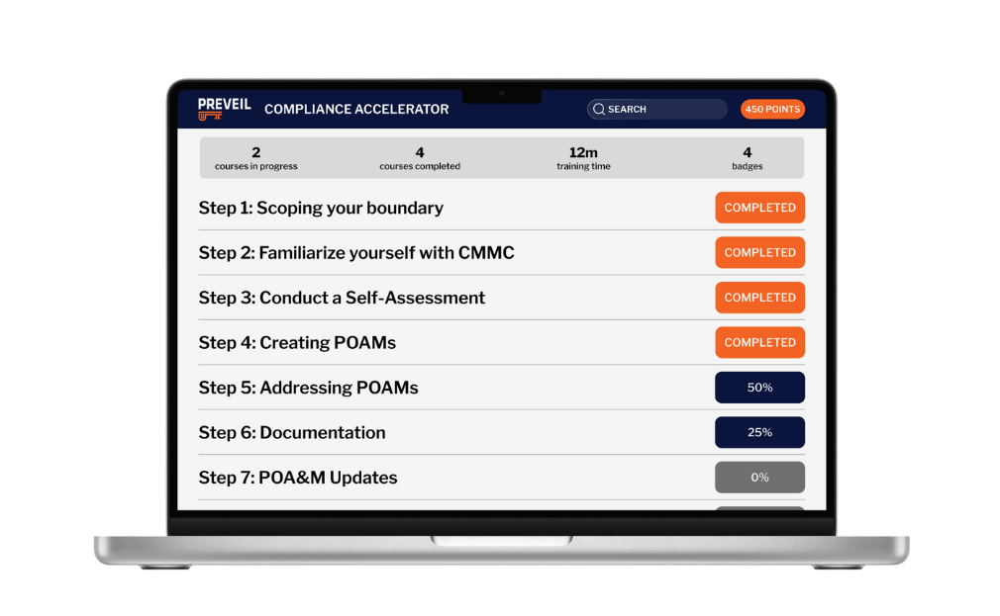 PREVEIL COMPLIANCE ACCELERATOR SEARCH 450 POINTS
2 4 12m 4
courses in progress courses completed training time badges
Step 1: Scoping your boundary COMPLETED
Step 2: Familiarize yourself with CMMC COMPLETED
Step 3: Conduct a Self-Assessment COMPLETED
Step 4: Creating POAMs COMPLETED
Step 5: Addressing POAMs 50%
Step 6: Documentation 25%
Step 7: POA&M Updates 0%